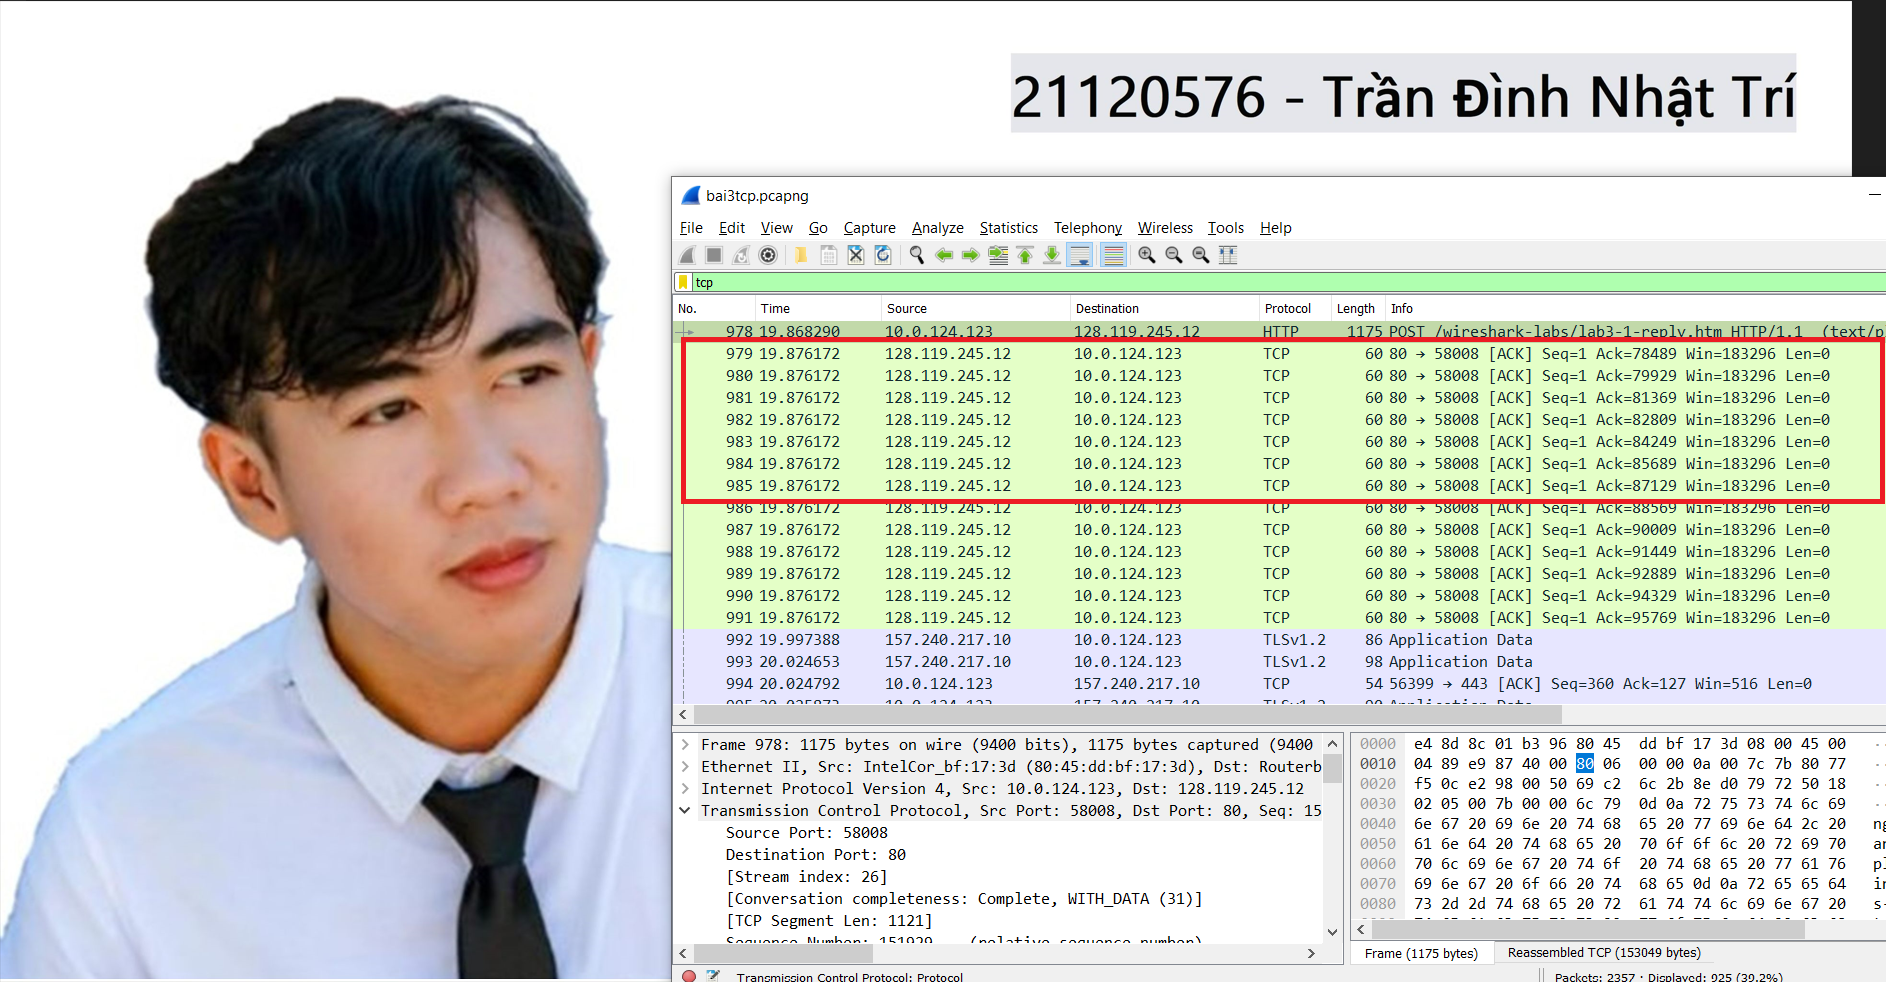 21120576 - Trần Đình Nhật Trí
bai3tcp.pcapng
File Edit View Go Capture Analyze Statistics Telephony Wireless Tools Help
tcp
No. Time Source Destination Protocol Length Info
978 19.868290 10.0.124.123 128.119.245.12 HTTP 1175 POST /wireshark-labs/lab3-1-reply.htm HTTP/1.1 (text/p
979 19.876172 128.119.245.12 10.0.124.123 TCP 60 80 → 58008 [ACK] Seq=1 Ack=78489 Win=183296 Len=0
980 19.876172 128.119.245.12 10.0.124.123 TCP 60 80 → 58008 [ACK] Seq=1 Ack=79929 Win=183296 Len=0
981 19.876172 128.119.245.12 10.0.124.123 TCP 60 80 → 58008 [ACK] Seq=1 Ack=81369 Win=183296 Len=0
982 19.876172 128.119.245.12 10.0.124.123 TCP 60 80 → 58008 [ACK] Seq=1 Ack=82809 Win=183296 Len=0
983 19.876172 128.119.245.12 10.0.124.123 TCP 60 80 → 58008 [ACK] Seq=1 Ack=84249 Win=183296 Len=0
984 19.876172 128.119.245.12 10.0.124.123 TCP 60 80 → 58008 [ACK] Seq=1 Ack=85689 Win=183296 Len=0
985 19.876172 128.119.245.12 10.0.124.123 TCP 60 80 → 58008 [ACK] Seq=1 Ack=87129 Win=183296 Len=0
986 19.876172 128.119.245.12 10.0.124.123 TCP 60 80 → 58008 [ACK] Seq=1 Ack=88569 Win=183296 Len=0
987 19.876172 128.119.245.12 10.0.124.123 TCP 60 80 → 58008 [ACK] Seq=1 Ack=90009 Win=183296 Len=0
988 19.876172 128.119.245.12 10.0.124.123 TCP 60 80 → 58008 [ACK] Seq=1 Ack=91449 Win=183296 Len=0
989 19.876172 128.119.245.12 10.0.124.123 TCP 60 80 → 58008 [ACK] Seq=1 Ack=92889 Win=183296 Len=0
990 19.876172 128.119.245.12 10.0.124.123 TCP 60 80 → 58008 [ACK] Seq=1 Ack=94329 Win=183296 Len=0
991 19.876172 128.119.245.12 10.0.124.123 TCP 60 80 → 58008 [ACK] Seq=1 Ack=95769 Win=183296 Len=0
992 19.997388 157.240.217.10 10.0.124.123 TLSv1.2 86 Application Data
993 20.024653 157.240.217.10 10.0.124.123 TLSv1.2 98 Application Data
994 20.024792 10.0.124.123 157.240.217.10 TCP 54 56399 → 443 [ACK] Seq=360 Ack=127 Win=516 Len=0
Frame 978: 1175 bytes on wire (9400 bits), 1175 bytes captured (9400
Ethernet II, Src: IntelCor_bf:17:3d (80:45:dd:bf:17:3d), Dst: Routerb
Internet Protocol Version 4, Src: 10.0.124.123, Dst: 128.119.245.12
Transmission Control Protocol, Src Port: 58008, Dst Port: 80, Seq: 15
Source Port: 58008
Destination Port: 80
[Stream index: 26]
[Conversation completeness: Complete, WITH_DATA (31)]
[TCP Segment Len: 1121]
Sequence Number: 151929 (relative sequence number)
0000 e4 8d 8c 01 b3 96 80 45 dd bf 17 3d 08 00 45 00
0010 04 89 e9 87 40 00 80 06 00 00 0a 00 7c 7b 80 77
0020 f5 0c e2 98 00 50 69 c2 6c 2b 8e d0 79 72 50 18
0030 02 05 00 7b 00 00 6c 79 0d 0a 72 75 73 74 6c 69
0040 6e 67 20 69 6e 20 74 68 65 20 77 69 6e 64 2c 20
0050 61 6e 64 20 74 68 65 20 70 6f 6f 6c 20 72 69 70
0060 70 6c 69 6e 67 20 74 6f 20 74 68 65 20 77 61 76
0070 69 6e 67 20 6f 66 20 74 68 65 0d 0a 72 65 65 64
0080 73 2d 2d 74 68 65 20 72 61 74 74 6c 69 6e 67 20
Frame (1175 bytes) Reassembled TCP (153049 bytes)
Transmission Control Protocol: Protocol
Packets: 2357 · Displayed: 925 (39.2%)